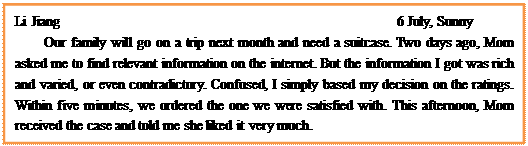 Li Jiang 6 July, Sunny
Our family will go on a trip next month and need a suitcase. Two days ago, Mom
asked me to find relevant information on the internet. But the information I got was rich
and varied, or even contradictory. Confused, I simply based my decision on the ratings.
Within five minutes, we ordered the one we were satisfied with. This afternoon, Mom
received the case and told me she liked it very much.